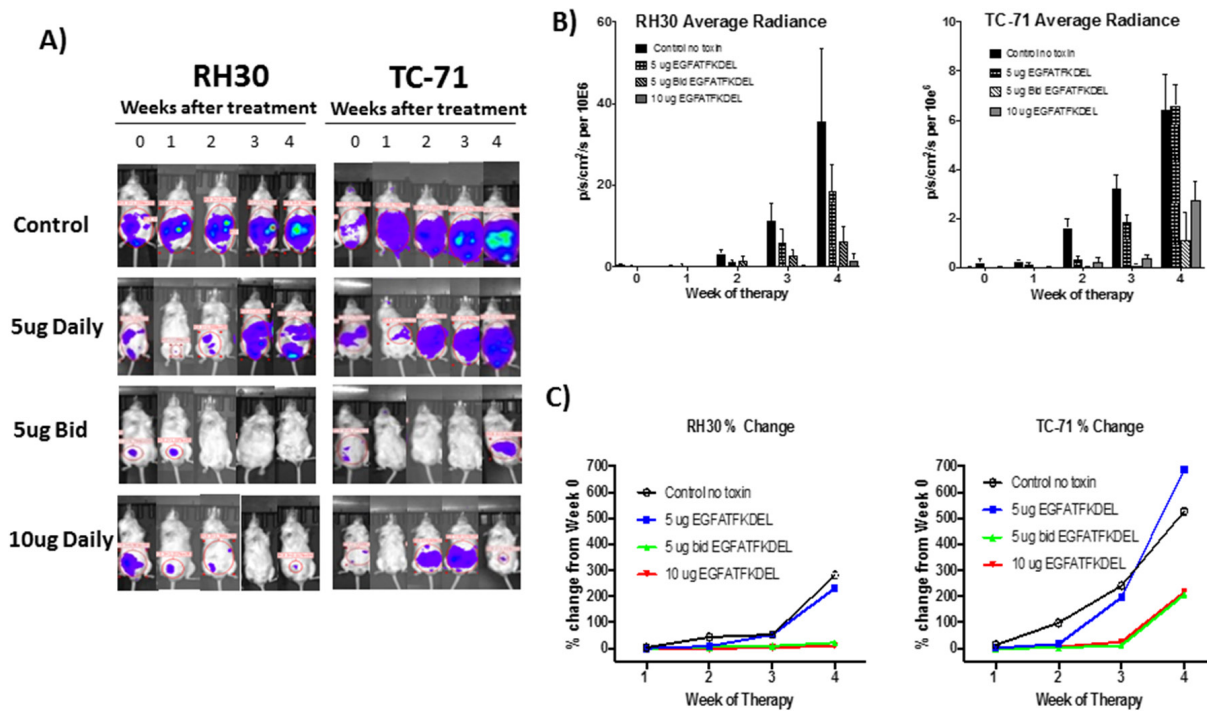 A)
RH30
TC-71
Weeks after treatment
Weeks after treatment
0 1 2 3 4
0 1 2 3 4
Control
5ug Daily
5ug Bid
10ug Daily
B)
RH30 Average Radiance
Control no toxin
5 ug EGFATFKDEL
5 ug Bid EGFATFKDEL
10 ug EGFATFKDEL
p/s/cm²/s per 10E6
60
40
20
0
0 1 2 3 4
Week of therapy
TC-71 Average Radiance
Control no toxin
5 ug EGFATFKDEL
5 ug Bid EGFATFKDEL
10 ug EGFATFKDEL
p/s/cm²/s per 10e⁶
10
8
6
4
2
0
0 1 2 3 4
Week of therapy
C)
RH30 % Change
Control no toxin
5 ug EGFATFKDEL
5 ug bid EGFATFKDEL
10 ug EGFATFKDEL
% change from Week 0
700
600
500
400
300
200
100
0
1 2 3 4
Week of Therapy
TC-71 % Change
Control no toxin
5 ug EGFATFKDEL
5 ug bid EGFATFKDEL
10 ug EGFATFKDEL
% change from Week 0
700
600
500
400
300
200
100
0
1 2 3 4
Week of Therapy